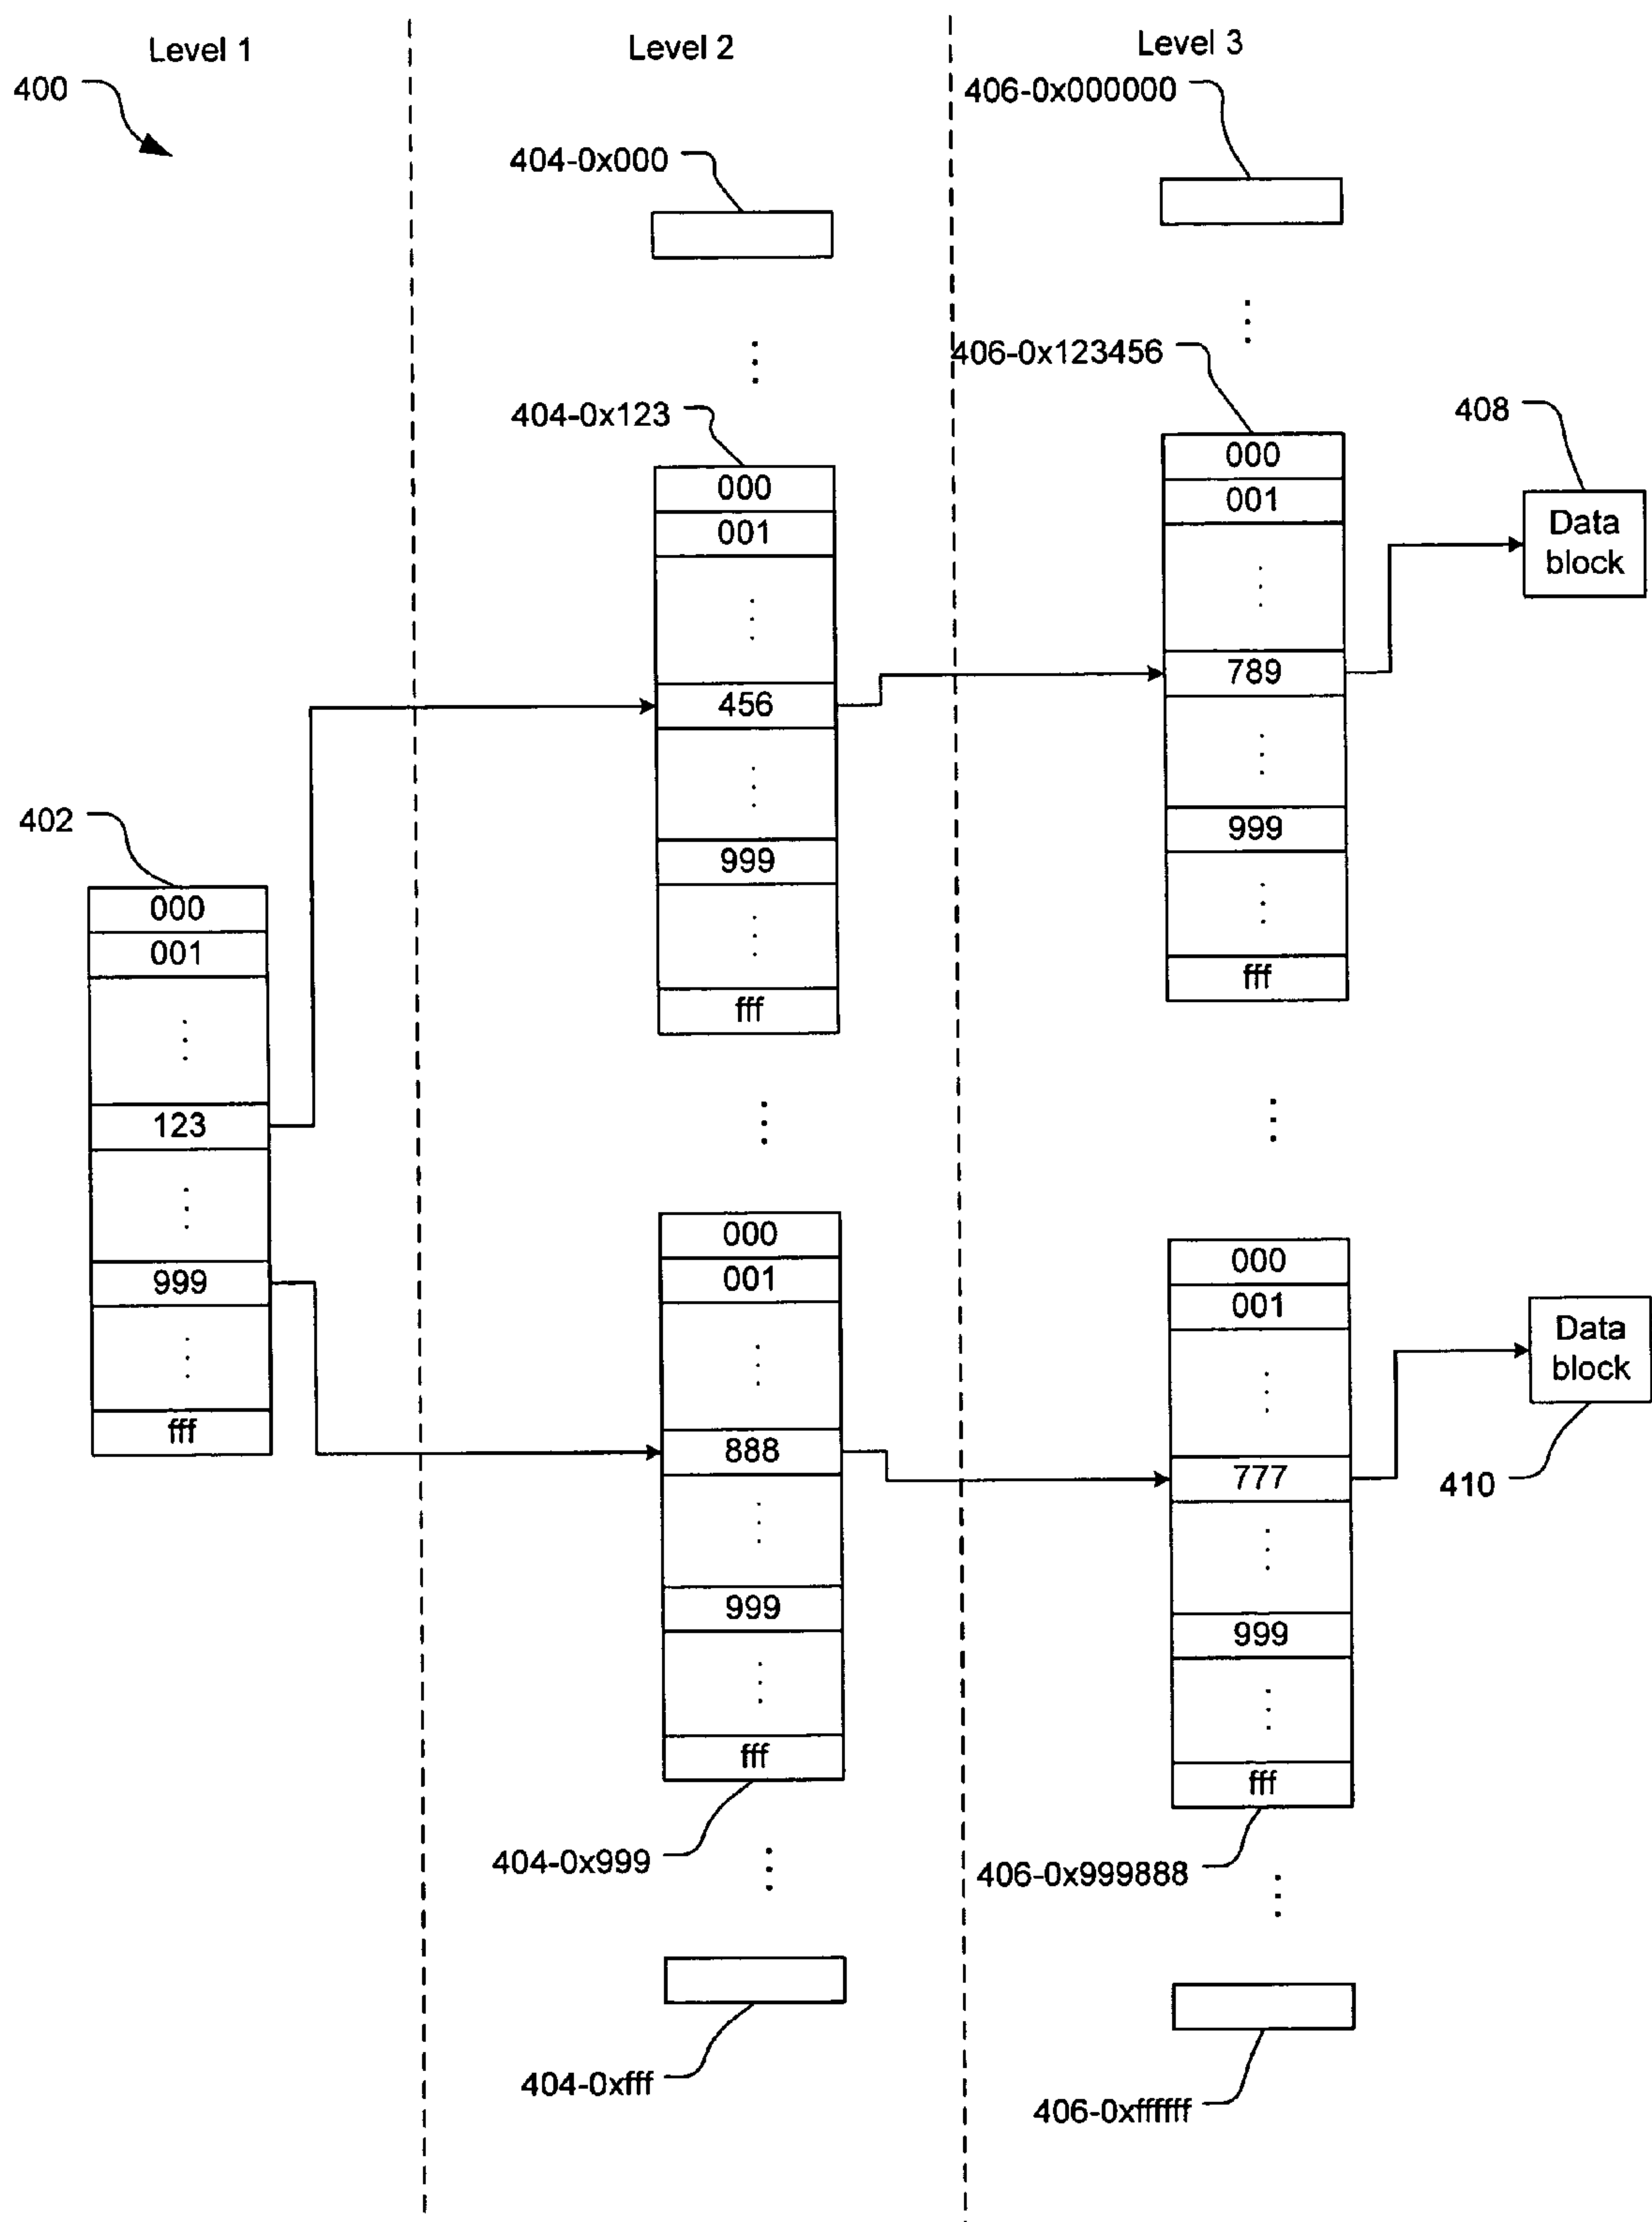 Level 1
Level 2
Level 3
400
404-0x000
406-0x000000
404-0x123
000
001
456
999
fff
406-0x123456
000
001
789
999
fff
408
Data
block
402
000
001
123
999
fff
000
001
888
999
fff
404-0x999
000
001
777
999
fff
406-0x999888
Data
block
410
404-0xfff
406-0xffffff